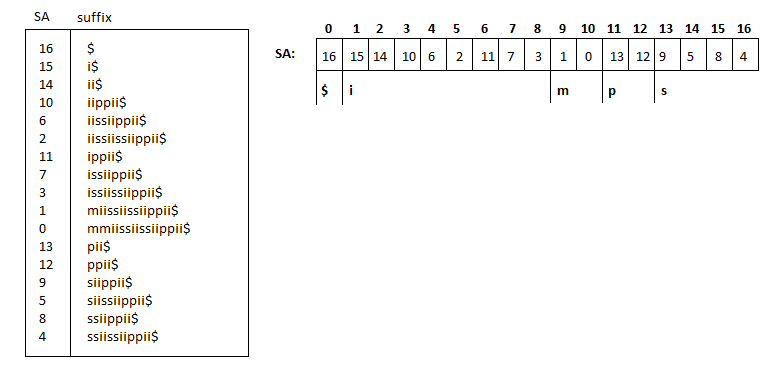 SA suffix
16 $
15 i$
14 ii$
10 iippii$
6 iissiippii$
2 iissiissiippii$
11 ippii$
7 issiippii$
3 issiissiippii$
1 miissiissiippii$
0 mmiissiissiippii$
13 pii$
12 ppii$
9 siippii$
5 siissiippii$
8 ssiippii$
4 ssiissiippii$
0 1 2 3 4 5 6 7 8 9 10 11 12 13 14 15 16
SA: 16 15 14 10 6 2 11 7 3 1 0 13 12 9 5 8 4
$ i m p s